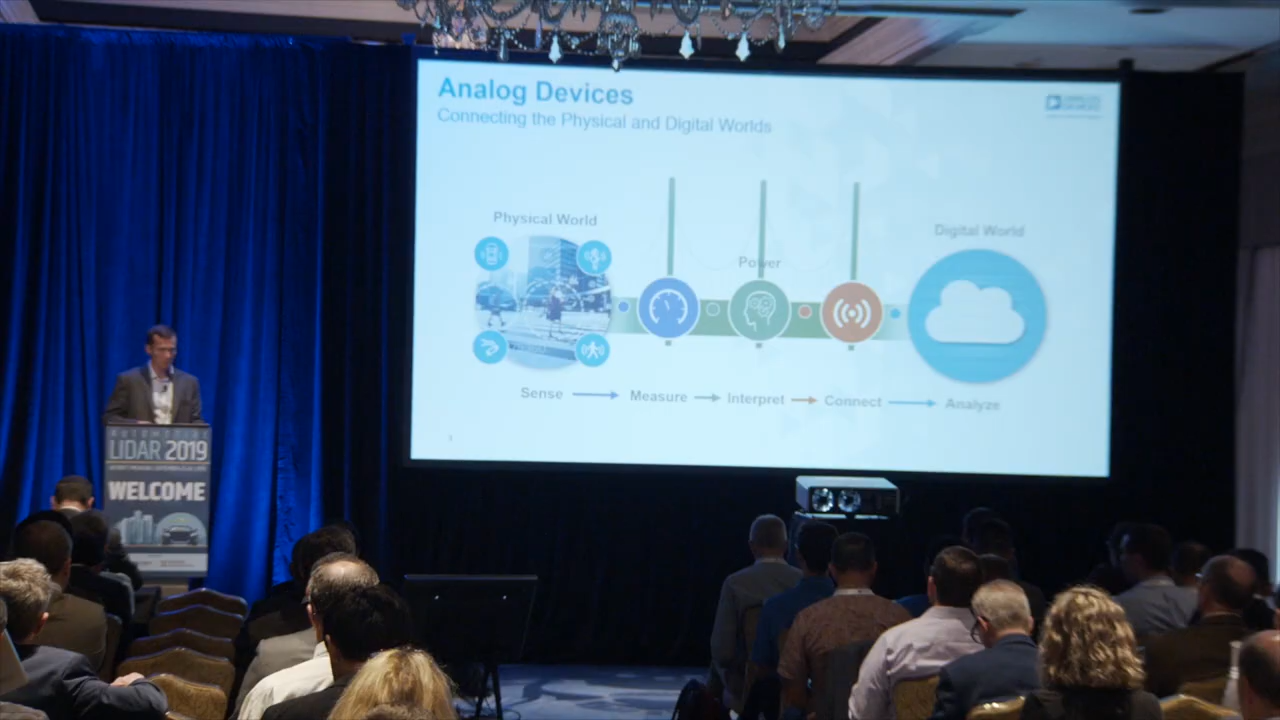 Analog Devices
Connecting the Physical and Digital Worlds
Physical World
Digital World
Power
Sense
Measure
Interpret
Connect
Analyze
AUTOMOTIVE
LIDAR 2019
WELCOME